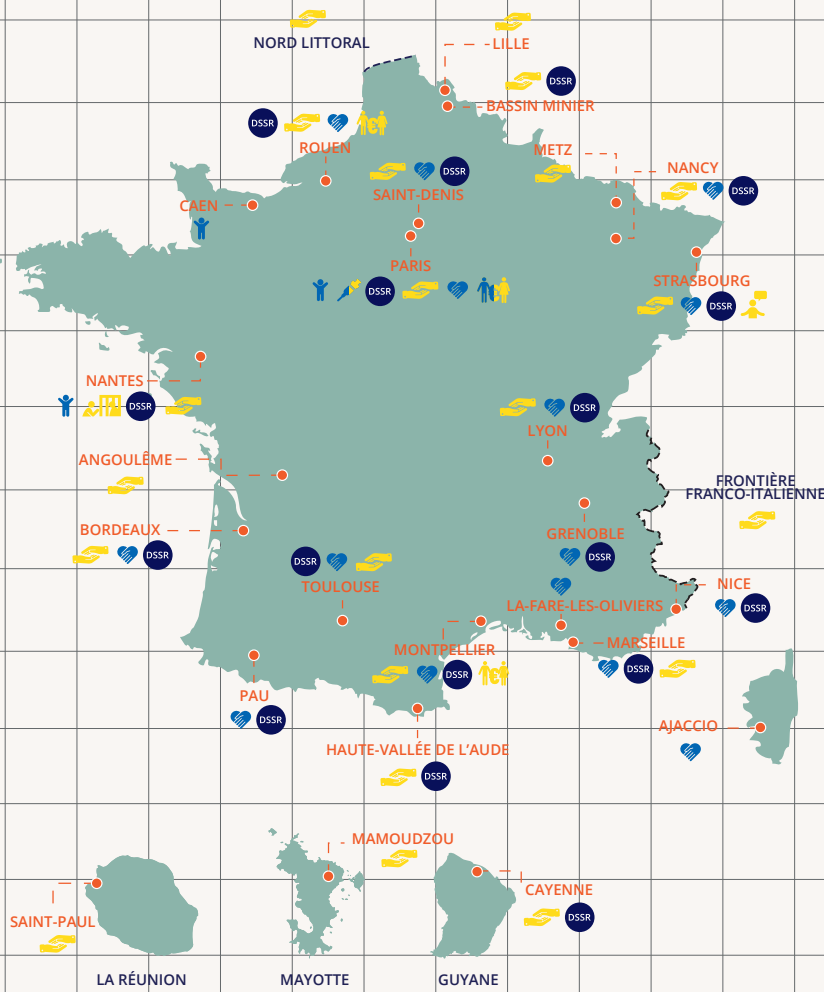 NORD LITTORAL
LILLE
DSSR
BASSIN MINIER
DSSR
ROUEN
METZ
NANCY
DSSR
DSSR
SAINT-DENIS
CAEN
PARIS
DSSR
STRASBOURG
DSSR
NANTES
DSSR
DSSR
LYON
ANGOULÊME
FRONTIÈRE
FRANCO-ITALIENNE
BORDEAUX
DSSR
GRENOBLE
DSSR
DSSR
TOULOUSE
NICE
DSSR
LA-FARE-LES-OLIVIERS
MARSEILLE
DSSR
MONTPELLIER
DSSR
PAU
DSSR
AJACCIO
HAUTE-VALLÉE DE L’AUDE
DSSR
MAMOUDZOU
CAYENNE
DSSR
SAINT-PAUL
LA RÉUNION
MAYOTTE
GUYANE